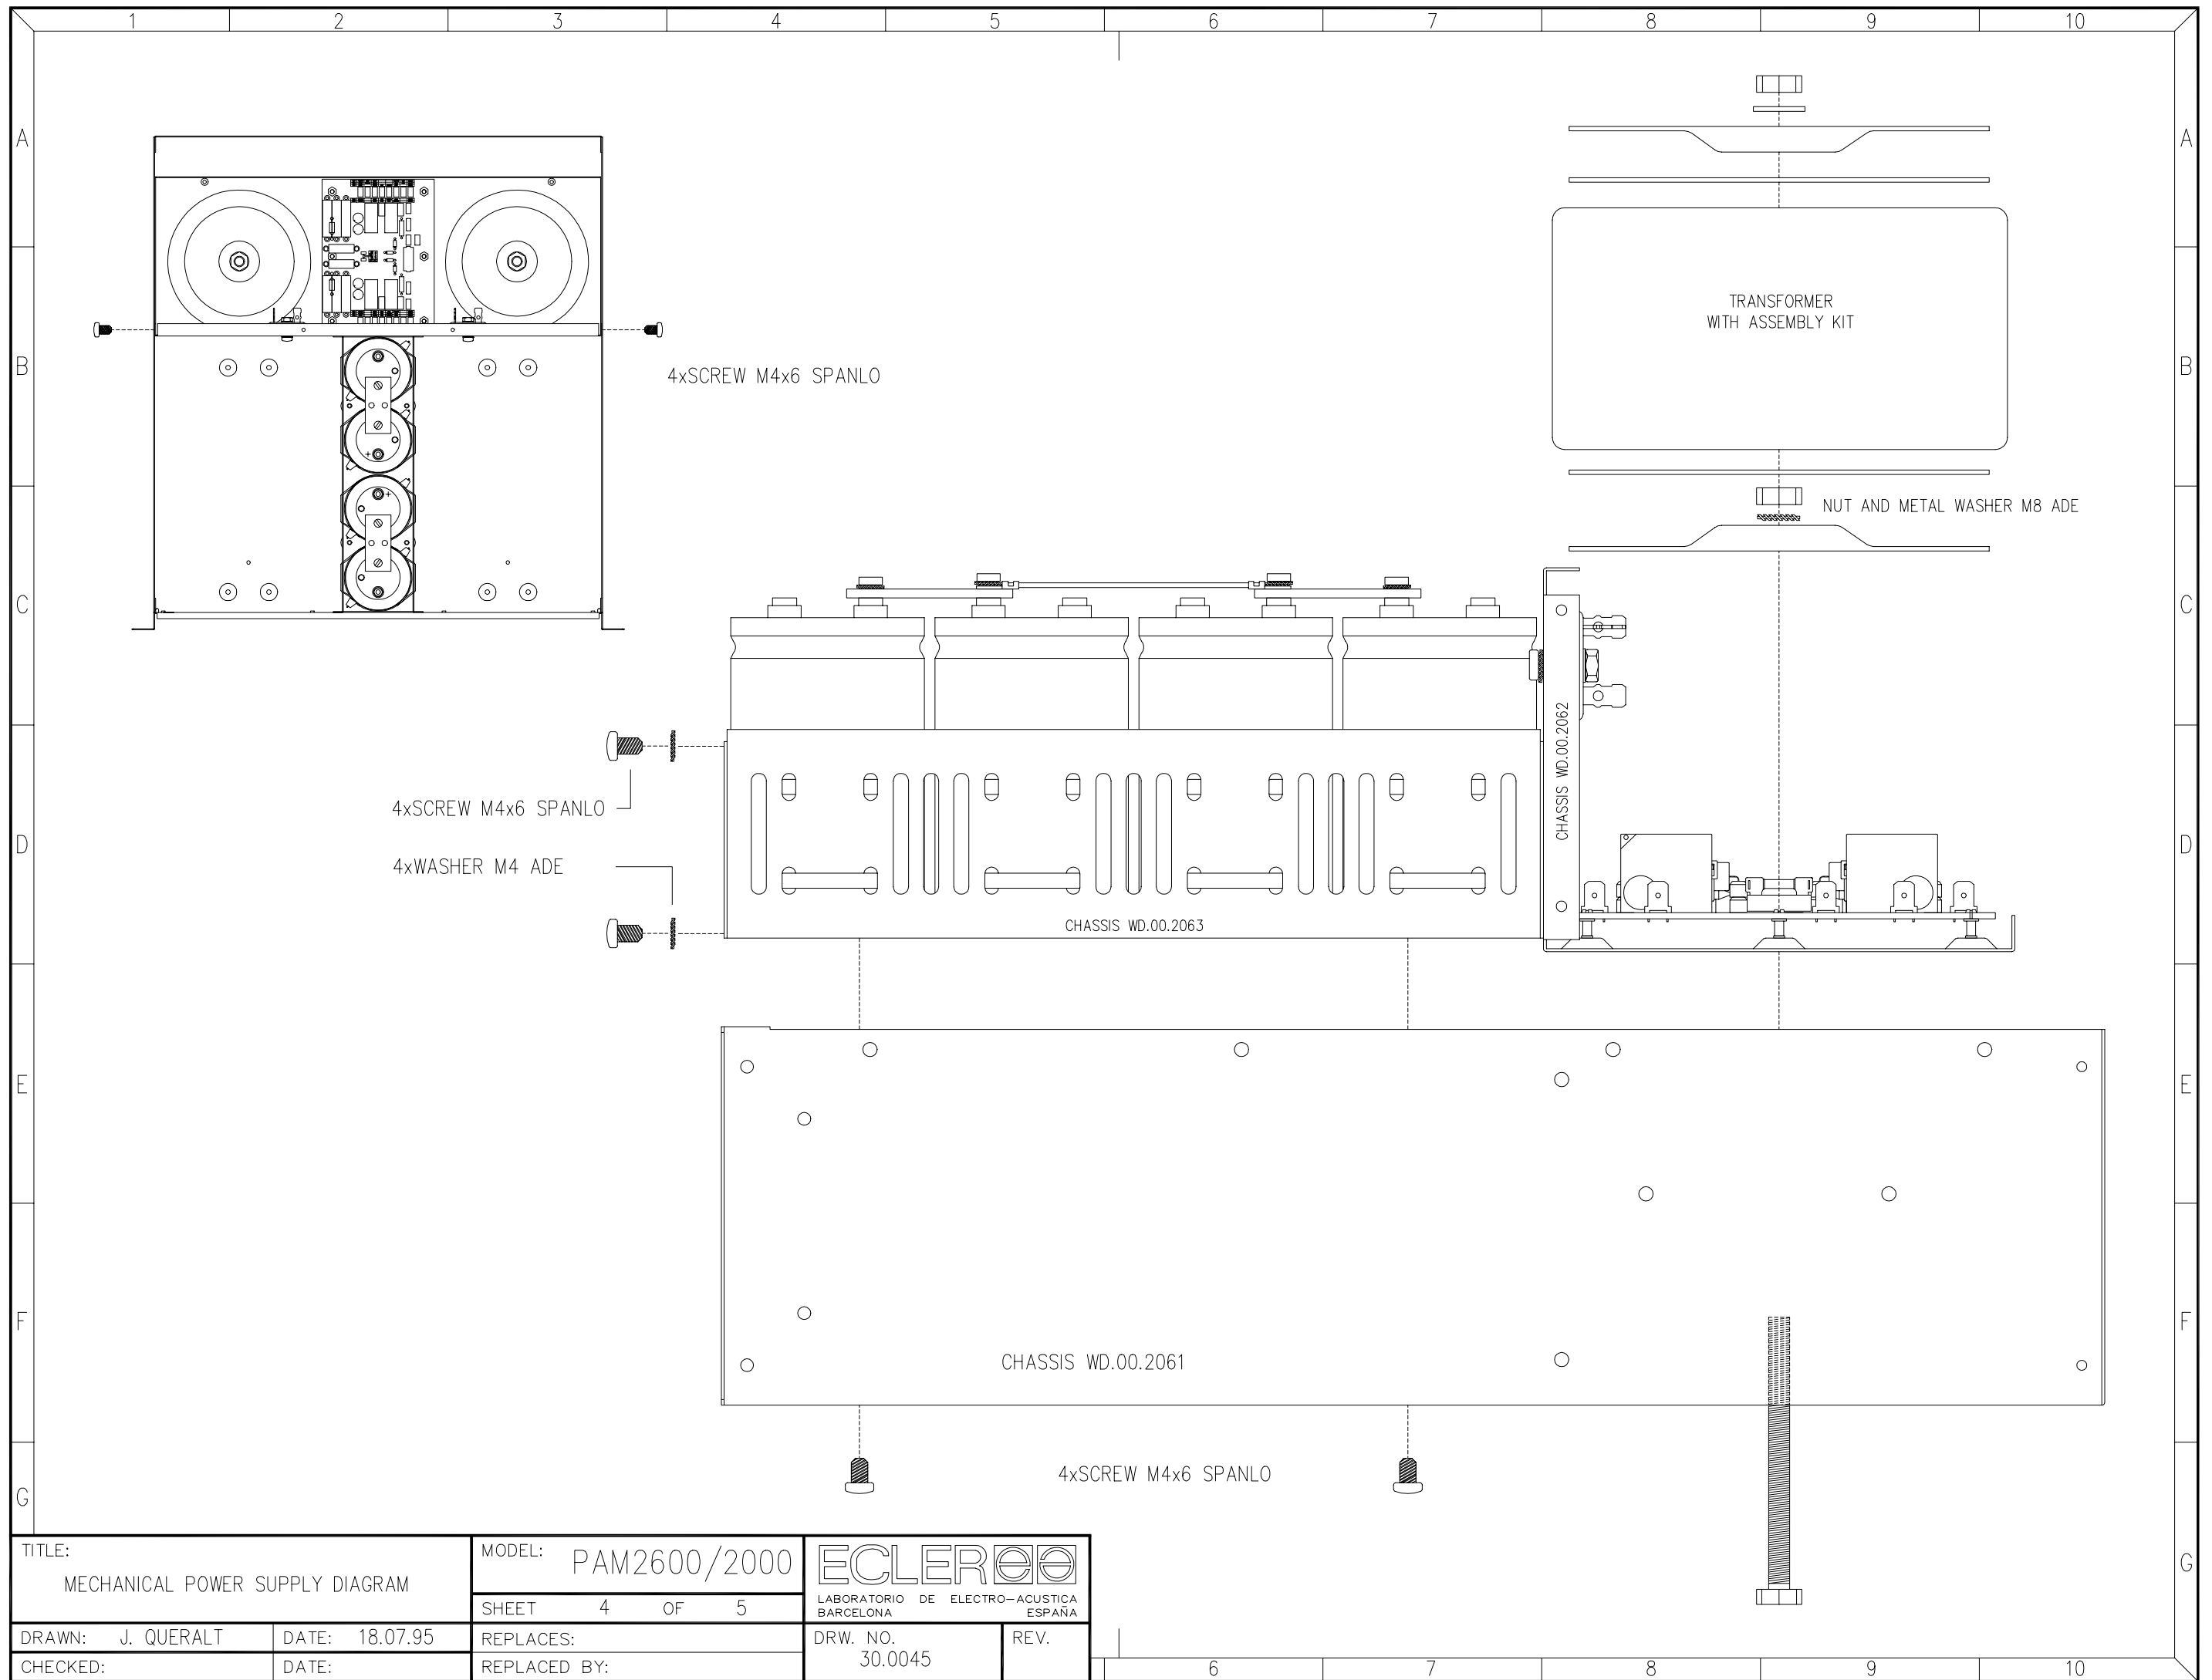 1 2 3 4 5 6 7 8 9 10
A A
TRANSFORMER
WITH ASSEMBLY KIT
B B
4xSCREW M4x6 SPANLO
+
+
NUT AND METAL WASHER M8 ADE
C C
CHASSIS WD.00.2062
4xSCREW M4x6 SPANLO
D D
4xWASHER M4 ADE
CHASSIS WD.00.2063
E E
F F
CHASSIS WD.00.2061
4xSCREW M4x6 SPANLO
G G
TITLE:
MECHANICAL POWER SUPPLY DIAGRAM
MODEL: PAM2600/2000
SHEET 4 OF 5
ECLER
LABORATORIO DE ELECTRO-ACUSTICA
BARCELONA ESPAÑA
DRAWN: J. QUERALT DATE: 18.07.95
REPLACES:
DRW. NO.
30.0045
REV.
CHECKED: DATE:
REPLACED BY:
6 7 8 9 10